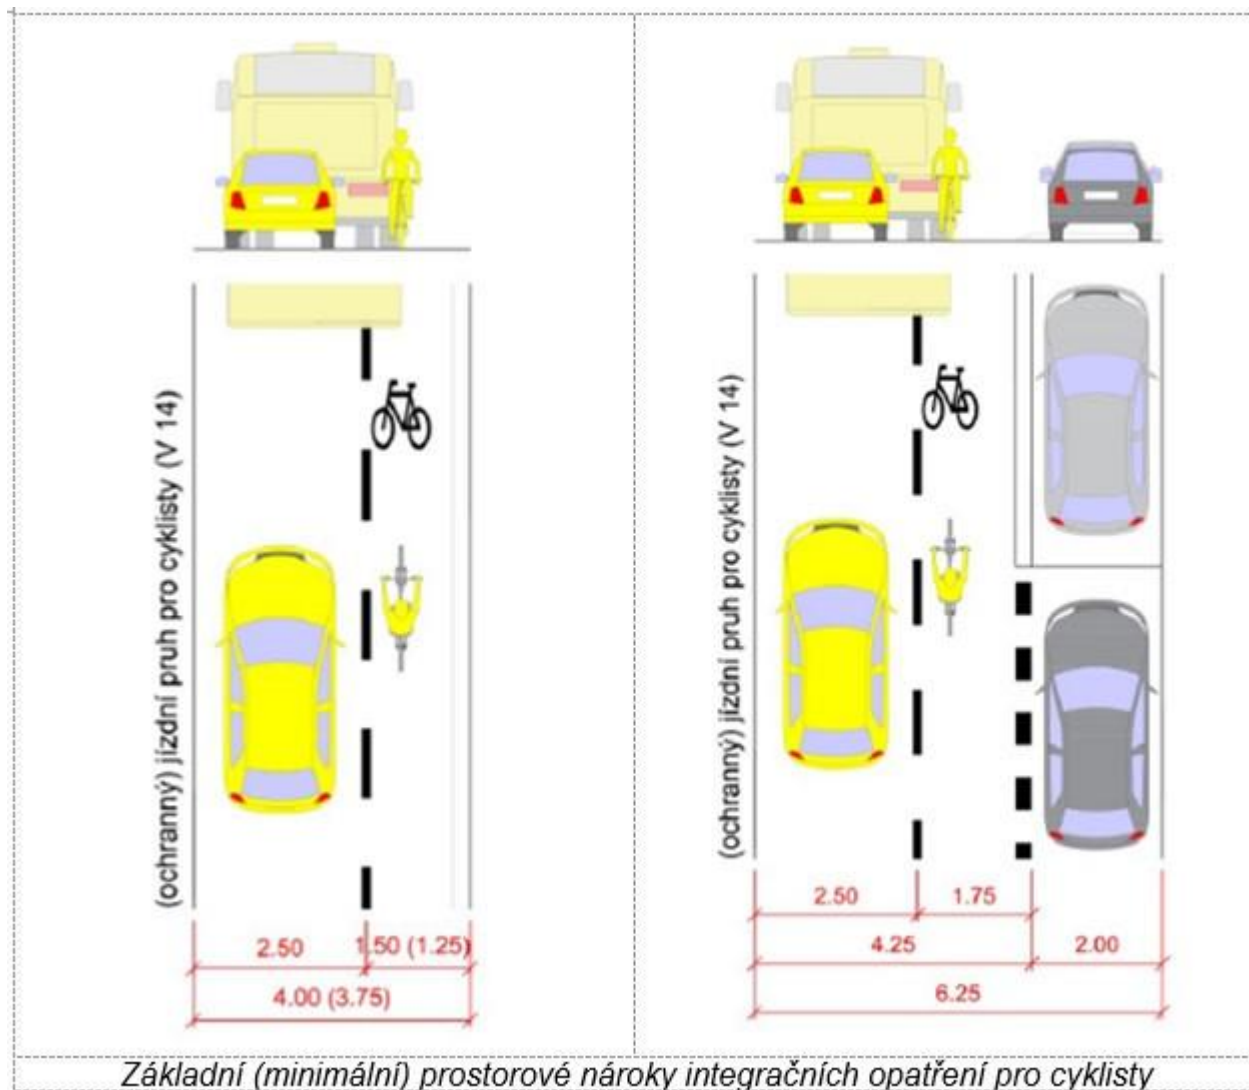 (ochranný) jízdní pruh pro cyklisty (V 14)
2.50
1.50 (1.25)
4.00 (3.75)
(ochranný) jízdní pruh pro cyklisty (V 14)
2.50
1.75
4.25
2.00
6.25
Základní (minimální) prostorové nároky integračních opatření pro cyklisty